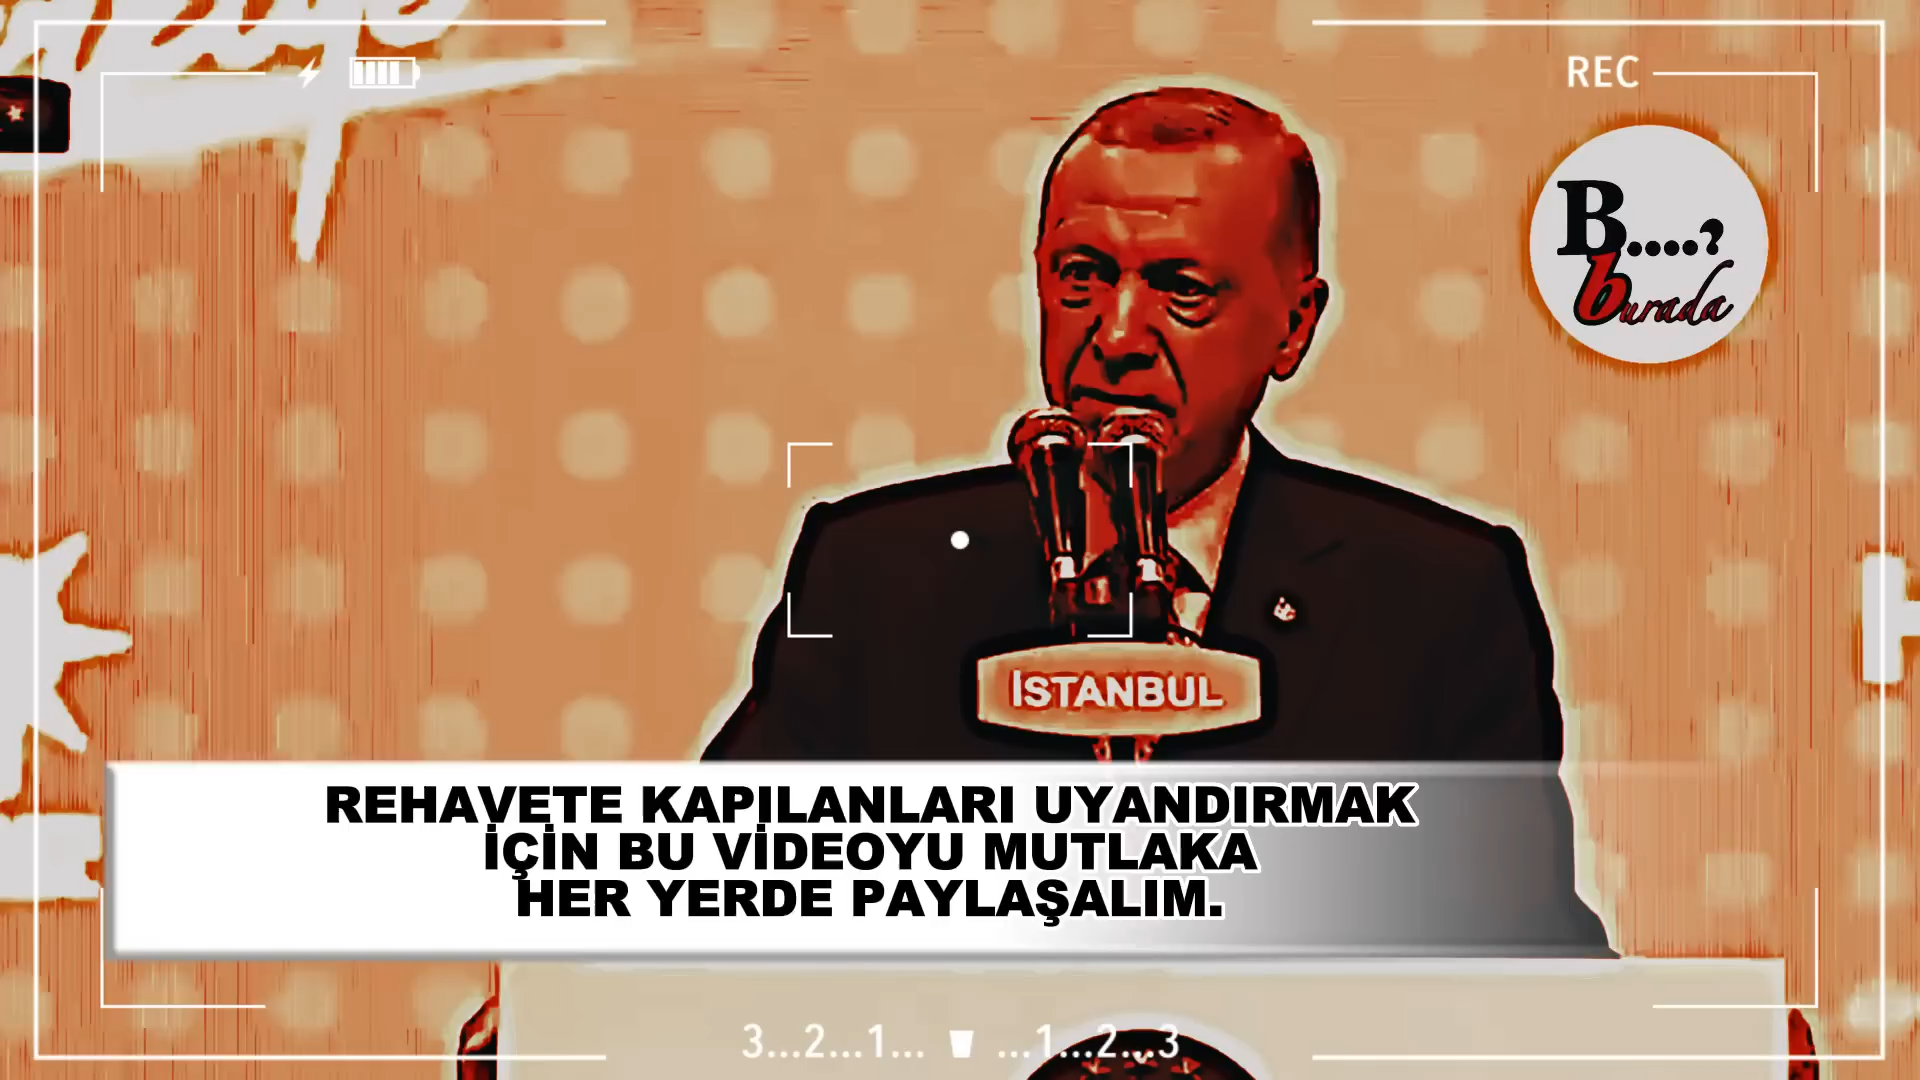 REC
B....?
burada
İSTANBUL
REHAVETE KAPILANLARI UYANDIRMAK
İÇİN BU VİDEOYU MUTLAKA
HER YERDE PAYLAŞALIM.
3...2...1... ...1...2...3